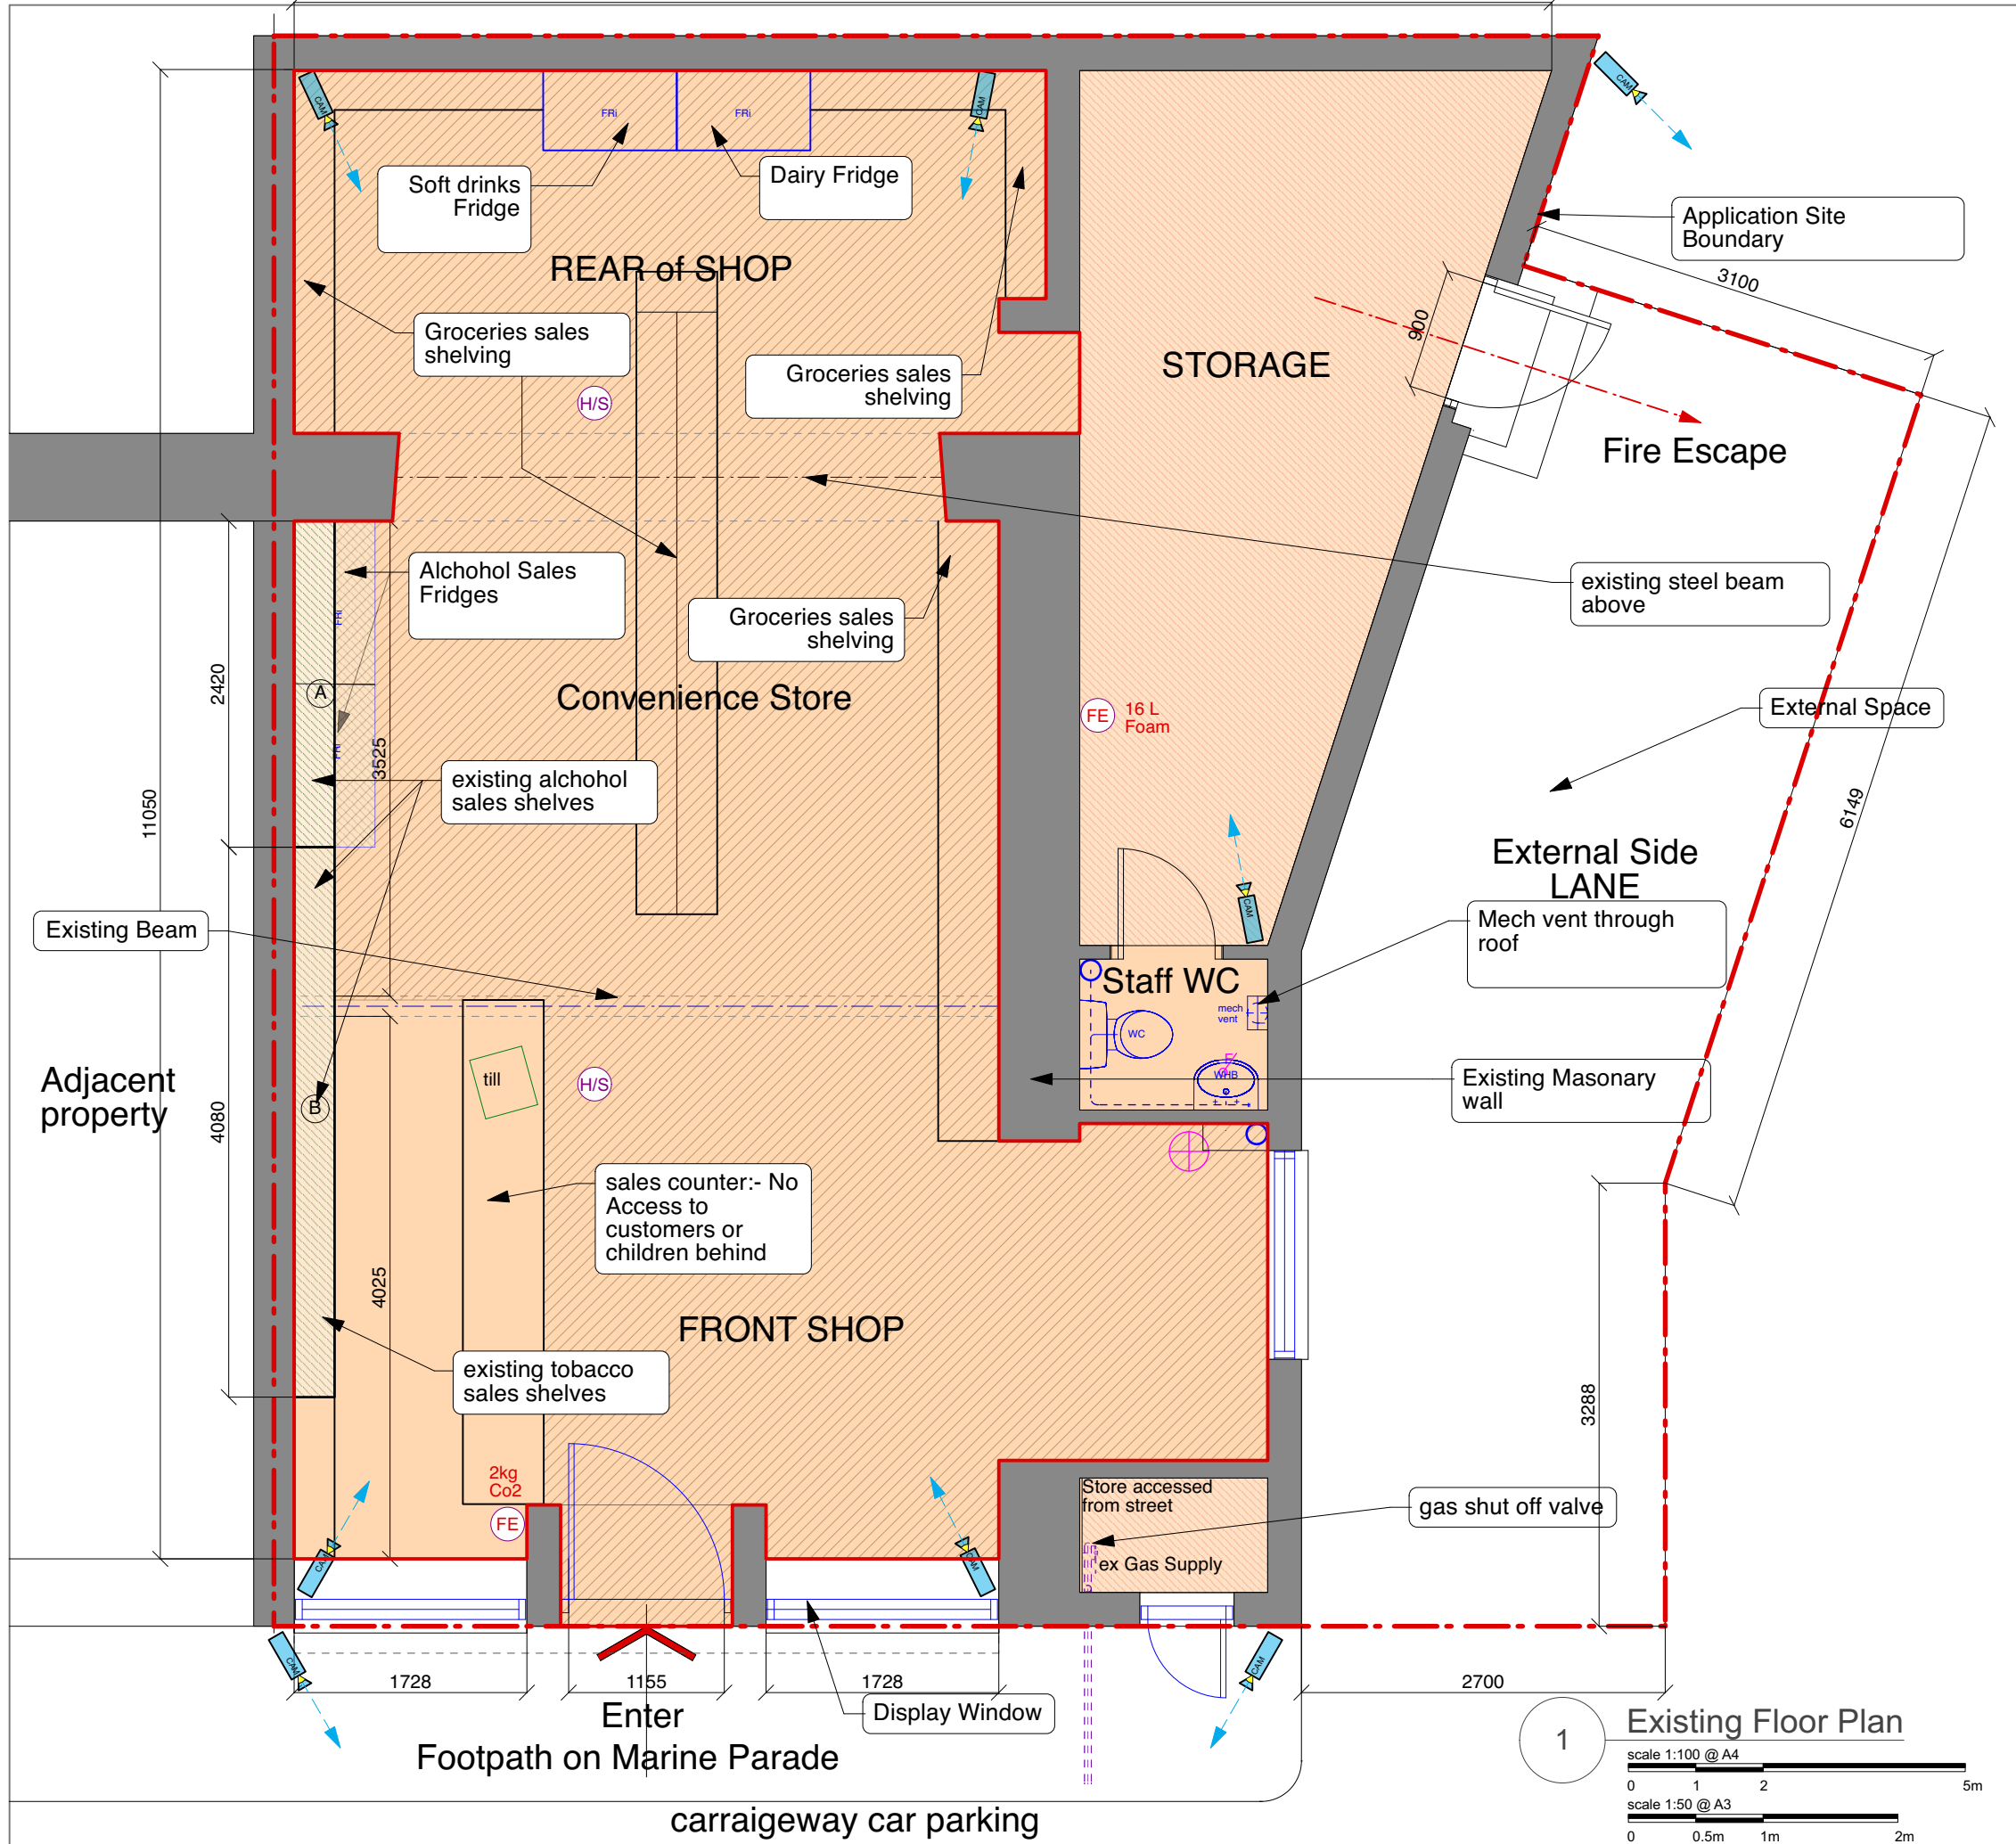 CAM
CAM
CAM
FRi
FRi
Soft drinks
Fridge
Dairy Fridge
Application Site
Boundary
REAR of SHOP
3100
Groceries sales
shelving
900
STORAGE
Groceries sales
shelving
H/S
Fire Escape
Alchohol Sales
Fridges
existing steel beam
above
FRi
Groceries sales
shelving
2420
A
Convenience Store
External Space
FE
16 L
Foam
FRi
3525
existing alchohol
sales shelves
11050
6149
External Side
LANE
CAM
Existing Beam
Mech vent through
roof
Staff WC
mech
vent
WC
Adjacent
property
till
H/S
WHB
Existing Masonary
wall
4080
B
sales counter:- No
Access to
customers or
children behind
4025
FRONT SHOP
existing tobacco
sales shelves
3288
2kg
Co2
FE
Store accessed
from street
gas shut off valve
CAM
CAM
ex Gas Supply
CAM
CAM
1728
1155
1728
2700
Enter
Display Window
Footpath on Marine Parade
1
Existing Floor Plan
scale 1:100 @ A4
0 1 2 5m
scale 1:50 @ A3
0 0.5m 1m 2m
carraigeway car parking